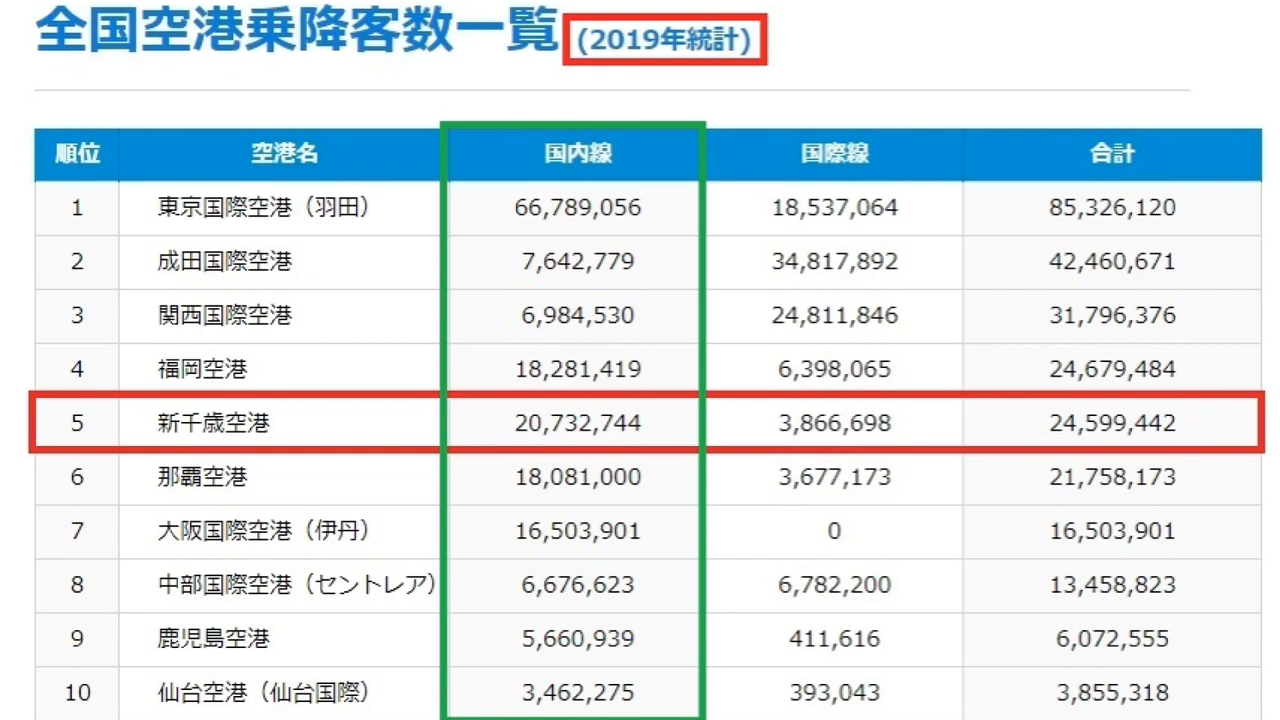 全国空港乗降客数一覧 (2019年統計)
順位 空港名 国内線 国際線 合計
1 東京国際空港（羽田） 66,789,056 18,537,064 85,326,120
2 成田国際空港 7,642,779 34,817,892 42,460,671
3 関西国際空港 6,984,530 24,811,846 31,796,376
4 福岡空港 18,281,419 6,398,065 24,679,484
5 新千歳空港 20,732,744 3,866,698 24,599,442
6 那覇空港 18,081,000 3,677,173 21,758,173
7 大阪国際空港（伊丹） 16,503,901 0 16,503,901
8 中部国際空港（セントレア） 6,676,623 6,782,200 13,458,823
9 鹿児島空港 5,660,939 411,616 6,072,555
10 仙台空港（仙台国際） 3,462,275 393,043 3,855,318